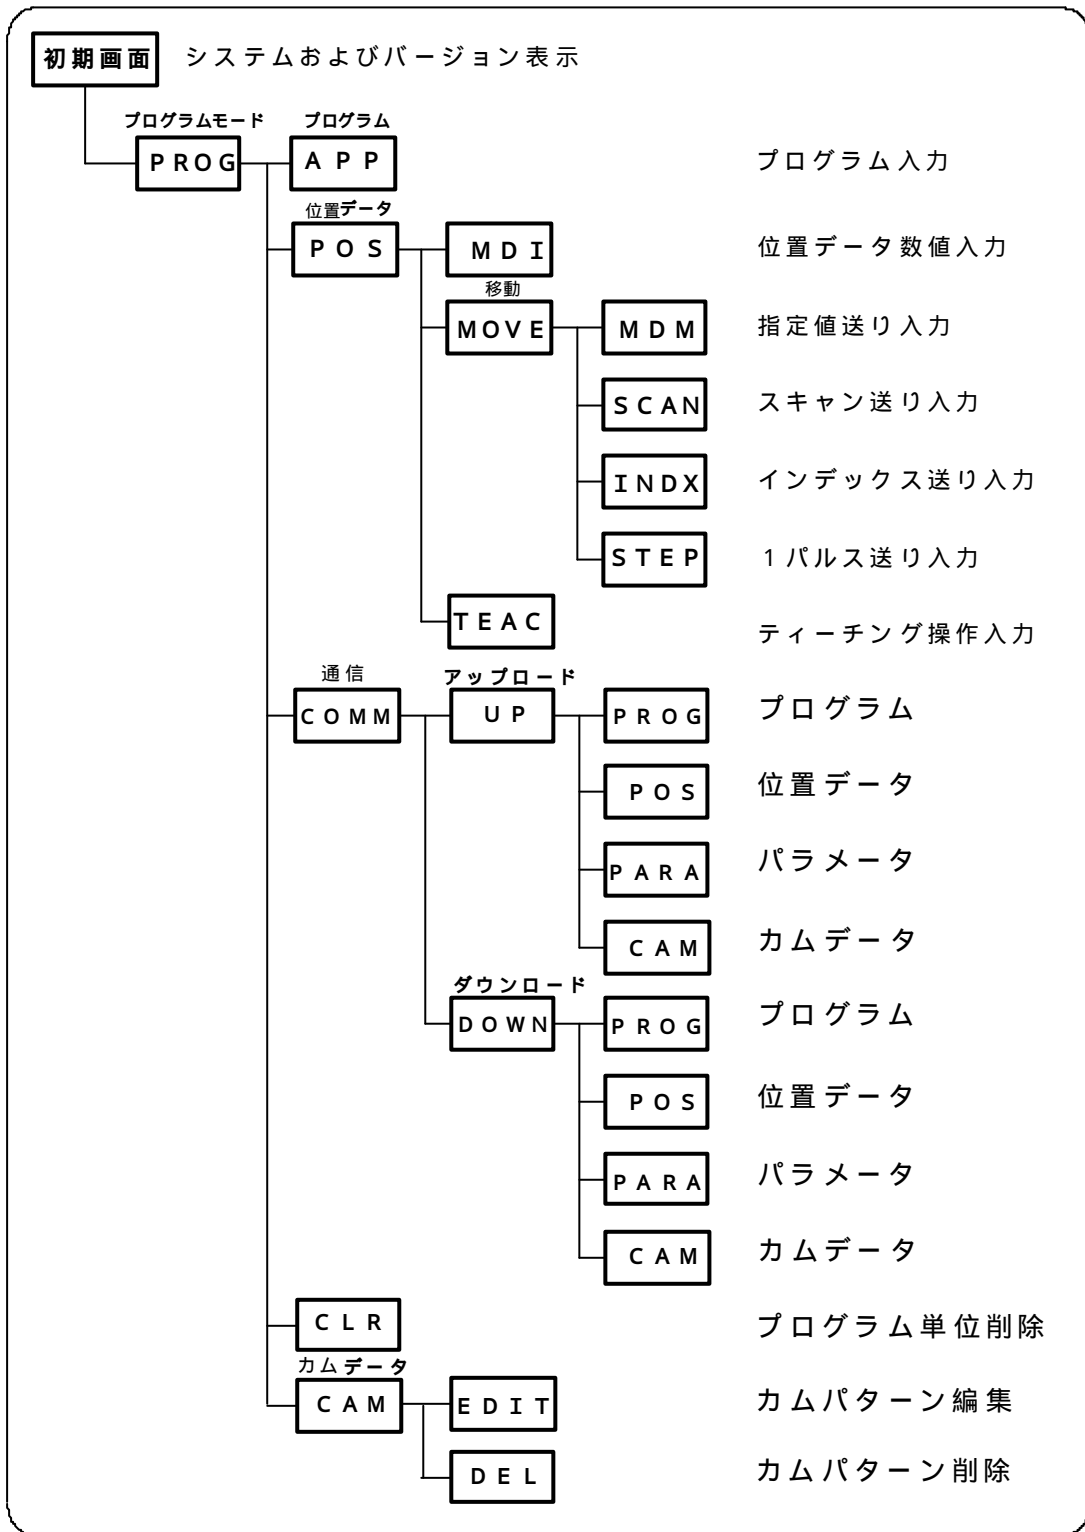 初期画面 システムおよびバージョン表示
プログラムモード プログラム
PROG APP プログラム入力
位置データ
POS MDI 位置データ数値入力
移動
MOVE MDM 指定値送り入力
SCAN スキャン送り入力
INDX インデックス送り入力
STEP 1パルス送り入力
TEAC ティーチング操作入力
通信 アップロード
COMM UP PROG プログラム
POS 位置データ
PARA パラメータ
CAM カムデータ
ダウンロード
DOWN PROG プログラム
POS 位置データ
PARA パラメータ
CAM カムデータ
CLR プログラム単位削除
カムデータ
CAM EDIT カムパターン編集
DEL カムパターン削除